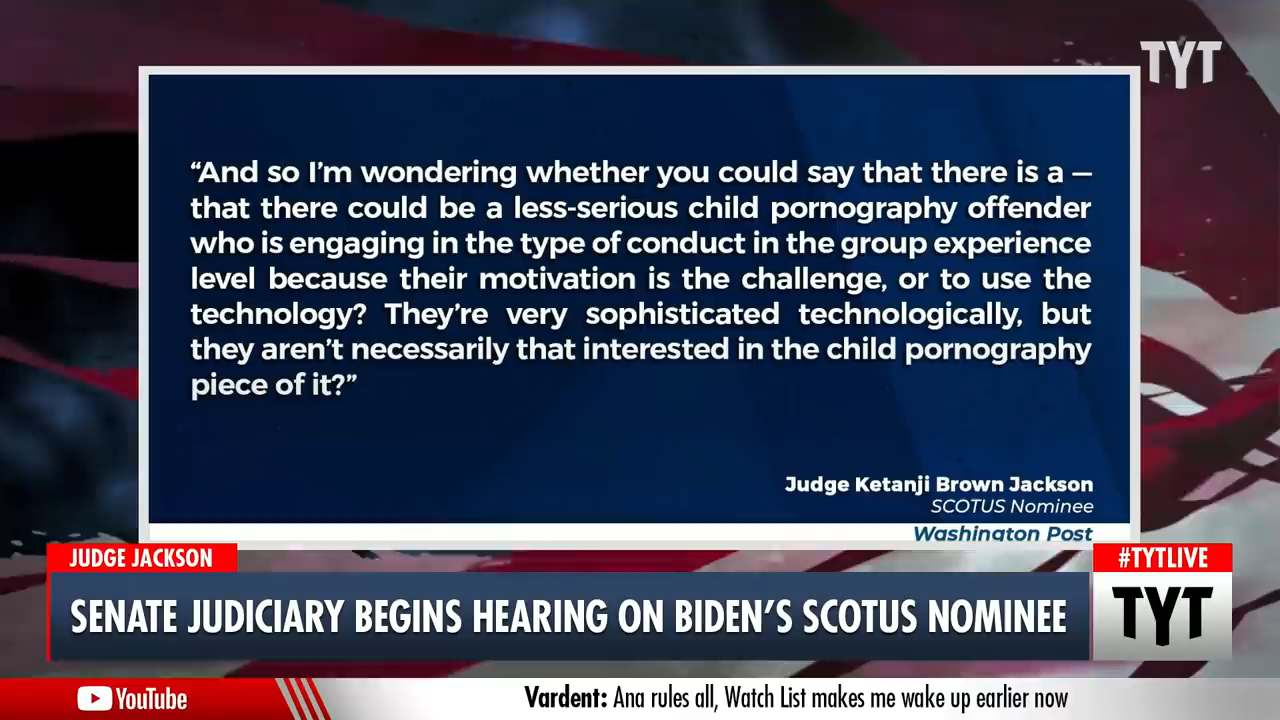 TYT
“And so I’m wondering whether you could say that there is a —
that there could be a less-serious child pornography offender
who is engaging in the type of conduct in the group experience
level because their motivation is the challenge, or to use the
technology? They’re very sophisticated technologically, but
they aren’t necessarily that interested in the child pornography
piece of it?”
Judge Ketanji Brown Jackson
SCOTUS Nominee
Washington Post
JUDGE JACKSON
#TYTLIVE
SENATE JUDICIARY BEGINS HEARING ON BIDEN’S SCOTUS NOMINEE
TYT
YouTube
Vardent: Ana rules all, Watch List makes me wake up earlier now